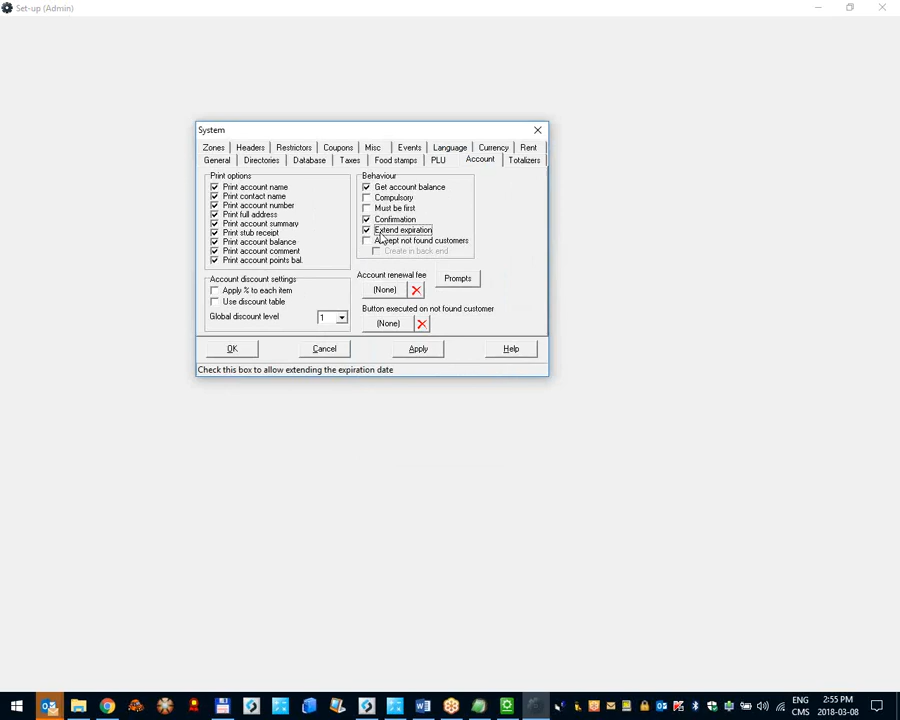 Set-up (Admin)
System
Zones Headers Restrictors Coupons Misc Events Language Currency Rent
General Directories Database Taxes Food stamps PLU Account Totalizers
Print options
Print account name
Print contact name
Print account number
Print full address
Print account summary
Print stub receipt
Print account balance
Print account comment
Print account points bal.
Behaviour
Get account balance
Compulsory
Must be first
Confirmation
Extend expiration
Accept not found customers
Create in back end
Account discount settings
Apply % to each item
Use discount table
Global discount level 1
Account renewal fee
(None)
Prompts
Button executed on not found customer
(None)
OK Cancel Apply Help
Check this box to allow extending the expiration date
ENG
CMS
2:55 PM
2018-03-08